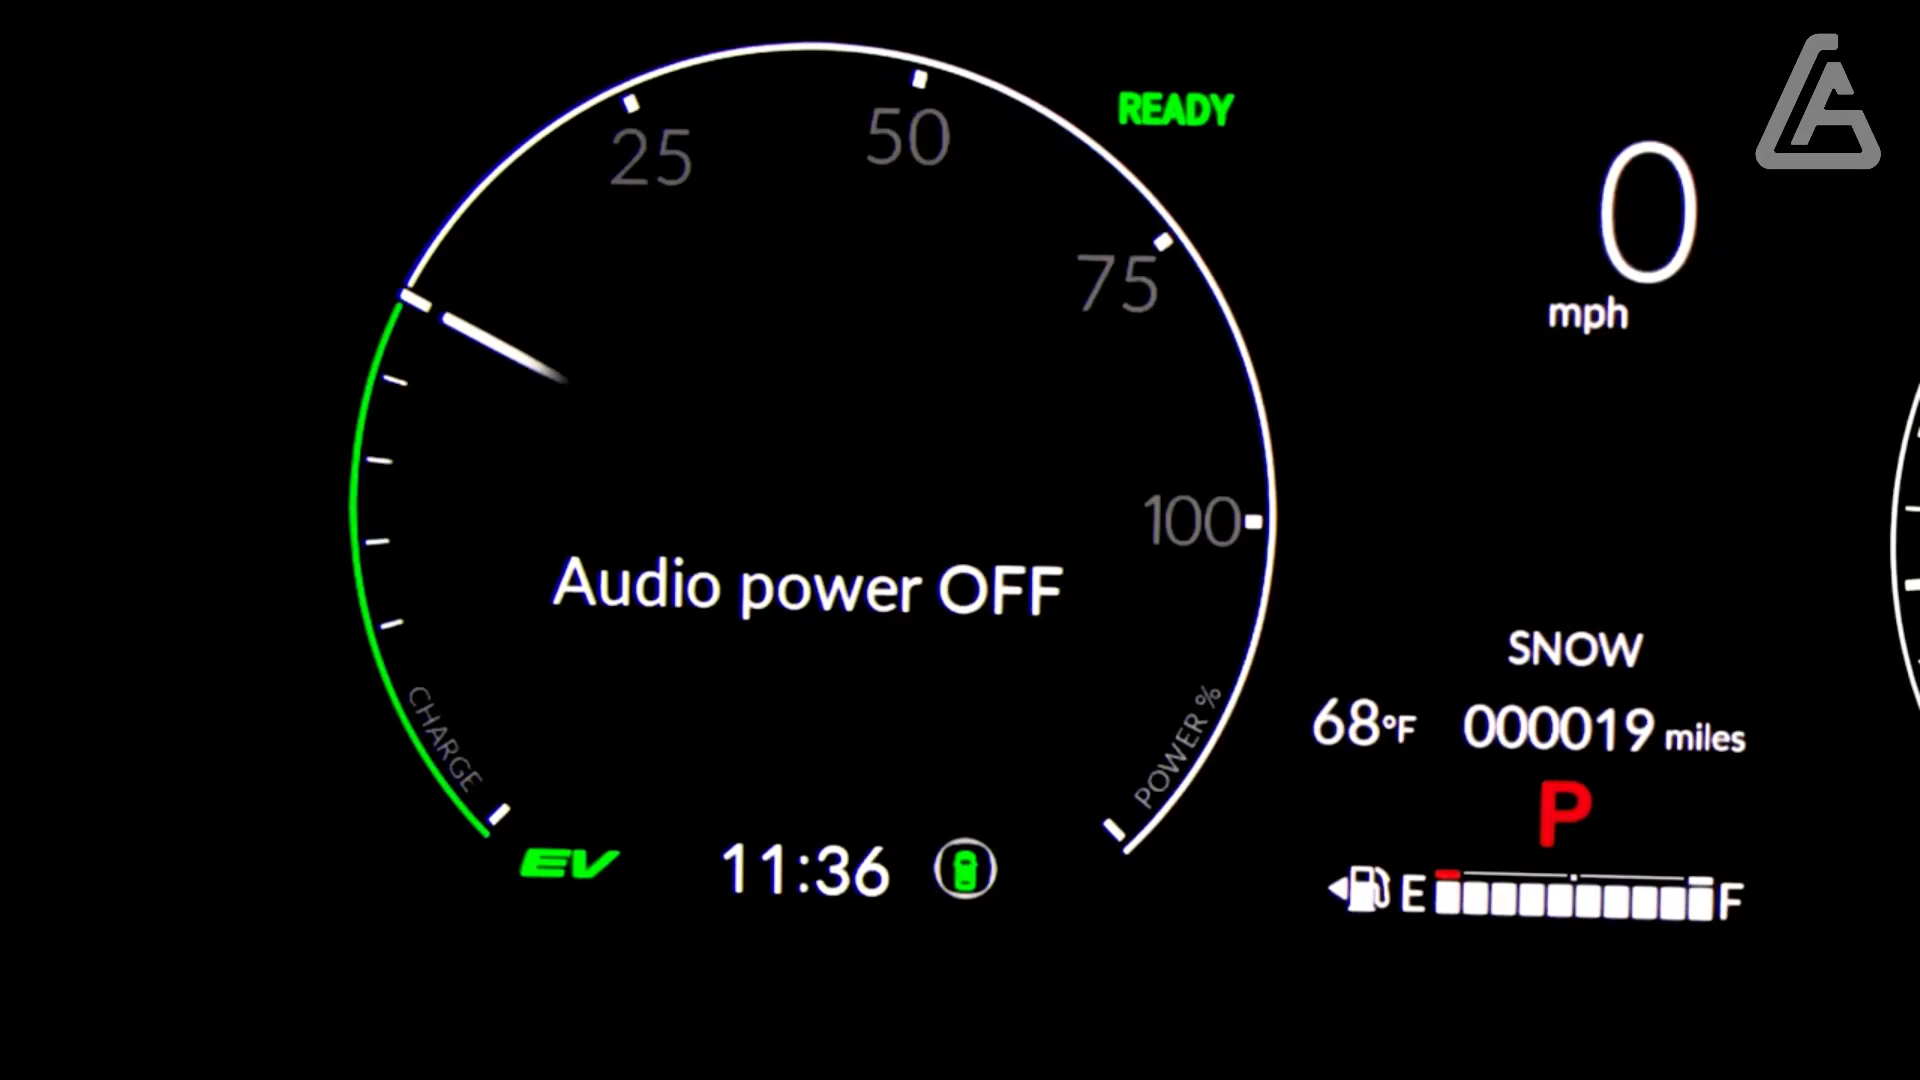 READY
25
50
75
100
0
mph
Audio power OFF
CHARGE
POWER %
SNOW
68°F 000019 miles
P
EV
11:36
E F